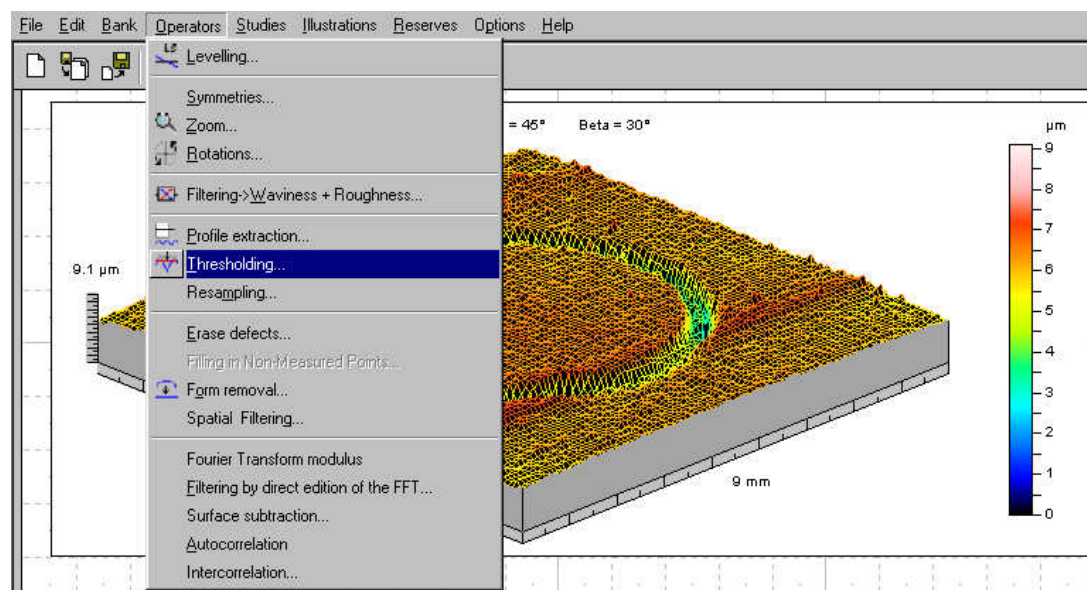 File Edit Bank Operators Studies Illustrations Reserves Options Help
LS
Levelling...
Symmetries...
Zoom...
Rotations...
Filtering->Waviness + Roughness...
Profile extraction...
Thresholding...
Resampling...
Erase defects...
Filling in Non-Measured Points...
Form removal...
Spatial Filtering...
Fourier Transform modulus
Filtering by direct edition of the FFT...
Surface subtraction...
Autocorrelation
Intercorrelation...
= 45° Beta = 30°
9.1 µm
9 mm
µm
9
8
7
6
5
4
3
2
1
0